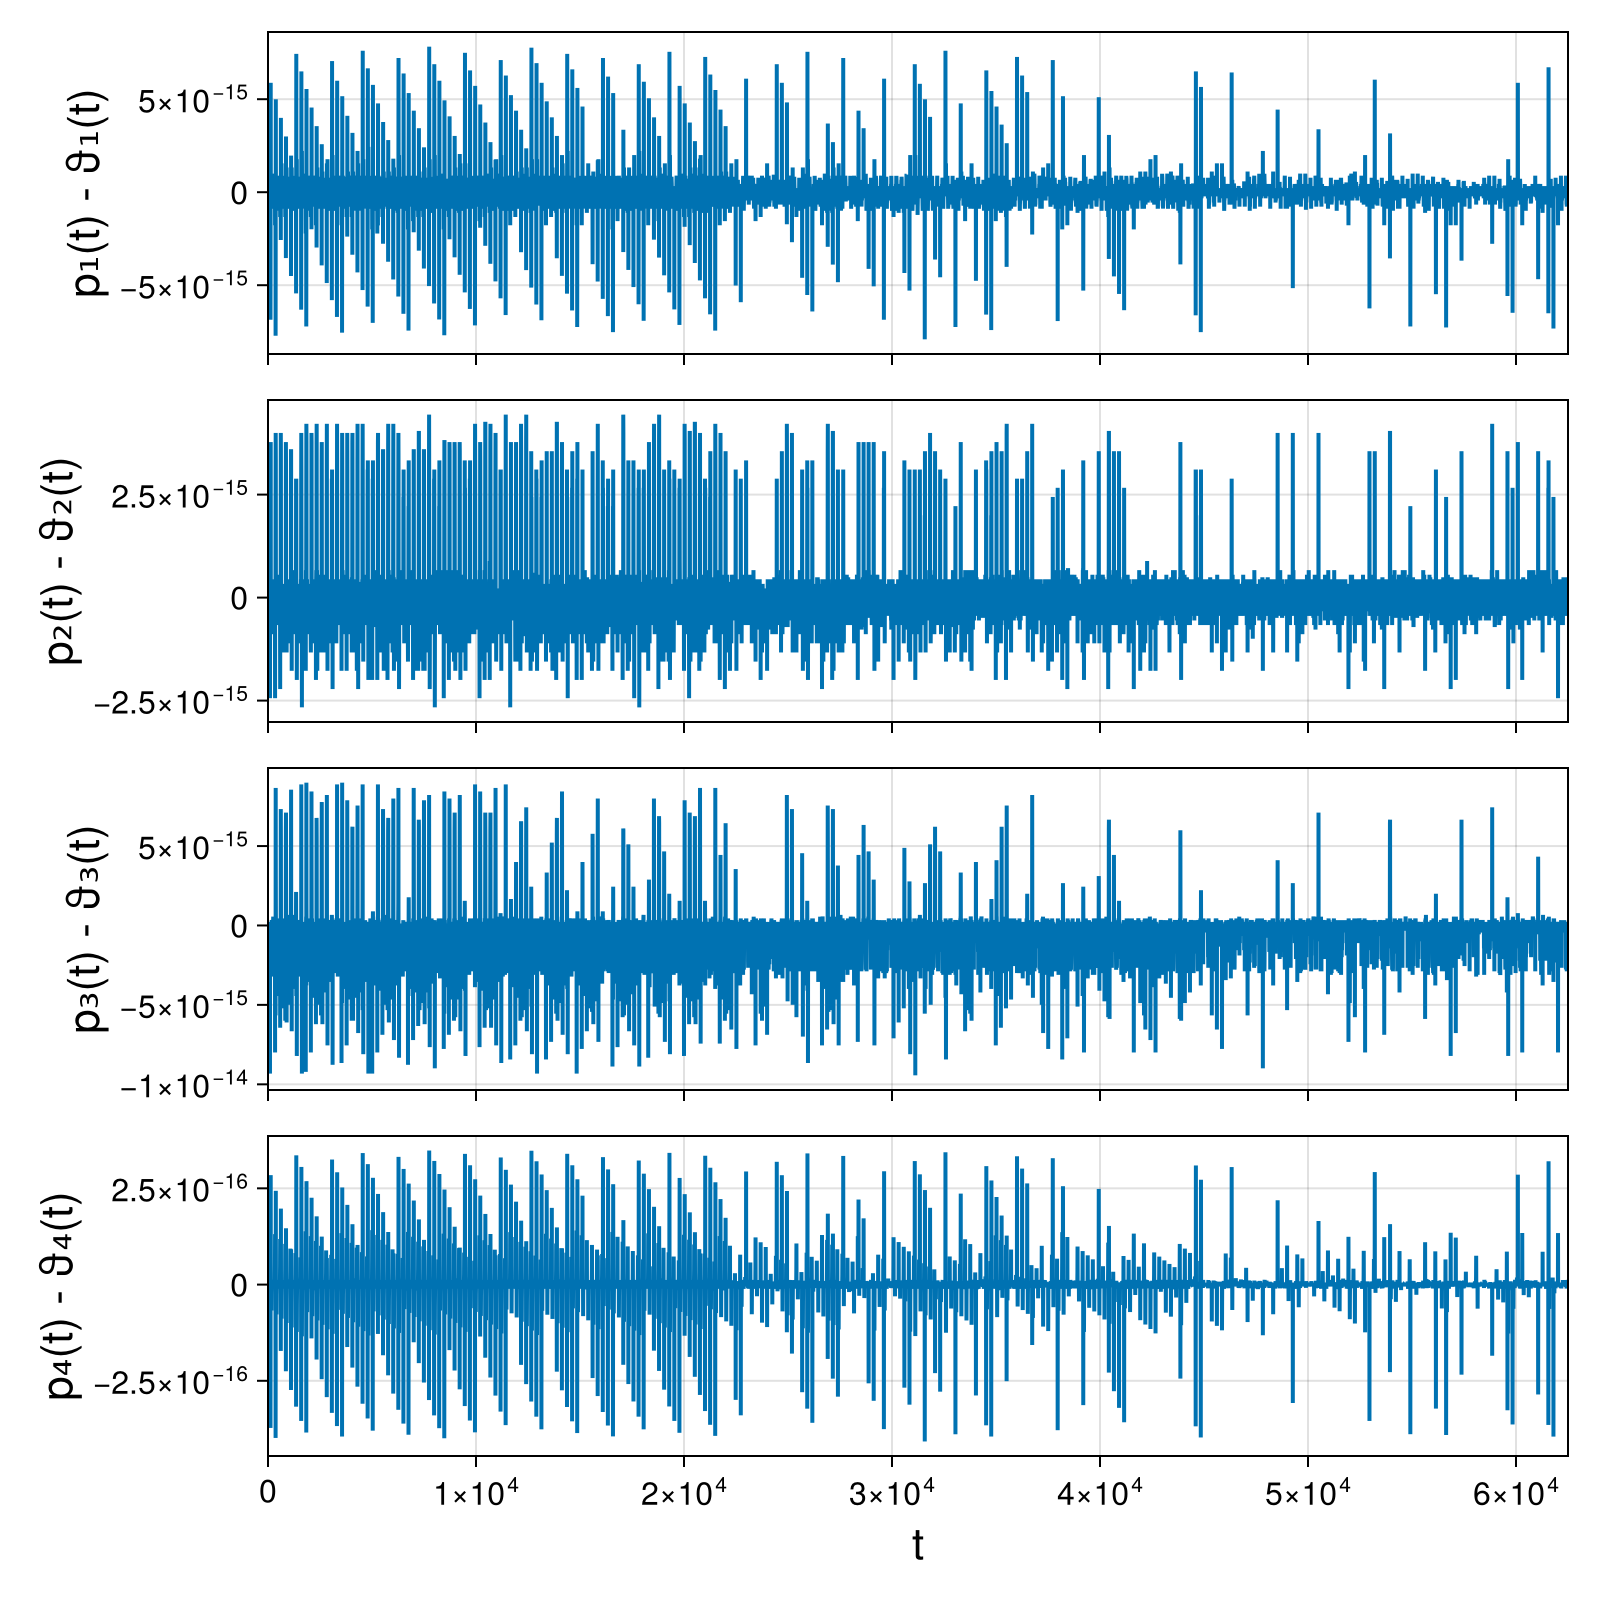 p₁(t) - ϑ₁(t)
5×10⁻¹⁵
0
−5×10⁻¹⁵
p₂(t) - ϑ₂(t)
2.5×10⁻¹⁵
0
−2.5×10⁻¹⁵
p₃(t) - ϑ₃(t)
5×10⁻¹⁵
0
−5×10⁻¹⁵
−1×10⁻¹⁴
p₄(t) - ϑ₄(t)
2.5×10⁻¹⁶
0
−2.5×10⁻¹⁶
0 1×10⁴ 2×10⁴ 3×10⁴ 4×10⁴ 5×10⁴ 6×10⁴
t